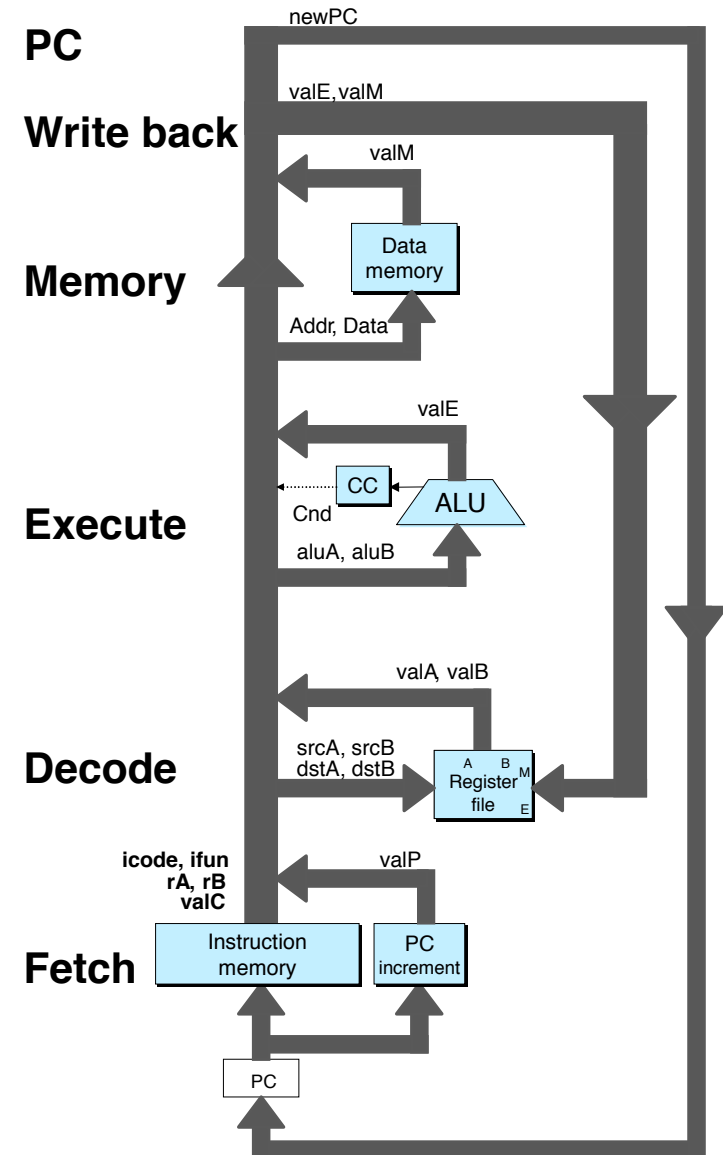 newPC
PC
valE, valM
Write back
valM
Data
memory
Memory
Addr, Data
valE
CC
ALU
Cnd
Execute
aluA, aluB
valA, valB
srcA, srcB
dstA, dstB
Decode
A B
M
Register
file
E
icode, ifun
rA, rB
valC
valP
Instruction
memory
PC
increment
Fetch
PC